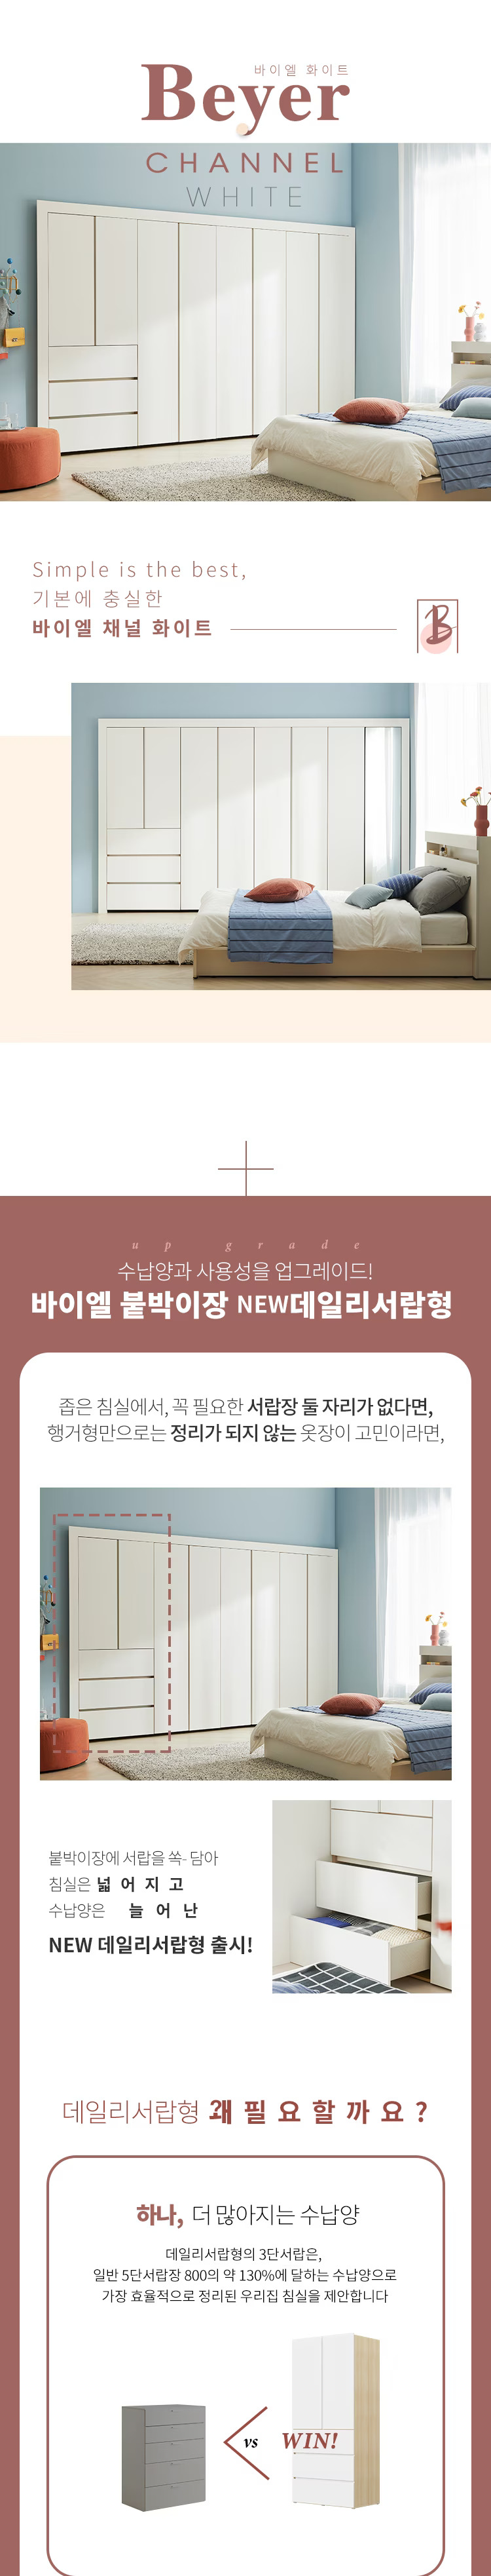 바이엘 화이트
Beyer
CHANNEL
WHITE
Simple is the best,
기본에 충실한
바이엘 채널 화이트
B
up grade
수납양과 사용성을 업그레이드!
바이엘 붙박이장 NEW데일리서랍형
좁은 침실에서, 꼭 필요한 서랍장 둘 자리가 없다면,
행거형만으로는 정리가 되지 않는 옷장이 고민이라면,
붙박이장에 서랍을 쏙- 담아
침실은 넓어지고
수납양은 늘어난
NEW 데일리서랍형 출시!
데일리서랍형 왜 필요할까요?
하나, 더 많아지는 수납양
데일리서랍형의 3단서랍은,
일반 5단서랍장 800의 약 130%에 달하는 수납양으로
가장 효율적으로 정리된 우리집 침실을 제안합니다
vs WIN!